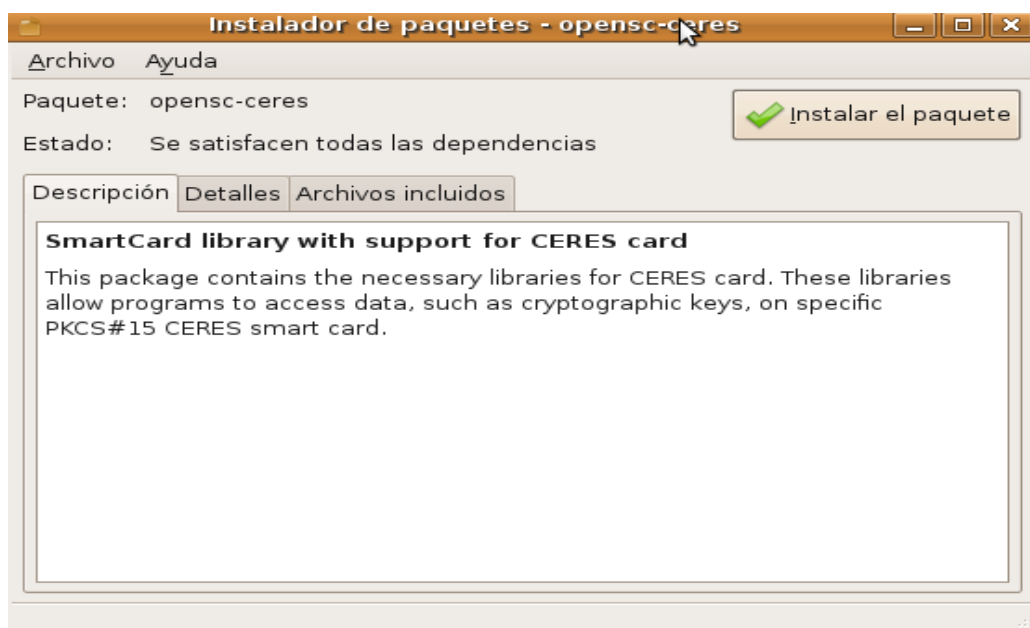 Instalador de paquetes - opensc-ceres
Archivo Ayuda
Paquete: opensc-ceres
Instalar el paquete
Estado: Se satisfacen todas las dependencias
Descripción Detalles Archivos incluidos
SmartCard library with support for CERES card
This package contains the necessary libraries for CERES card. These libraries
allow programs to access data, such as cryptographic keys, on specific
PKCS#15 CERES smart card.